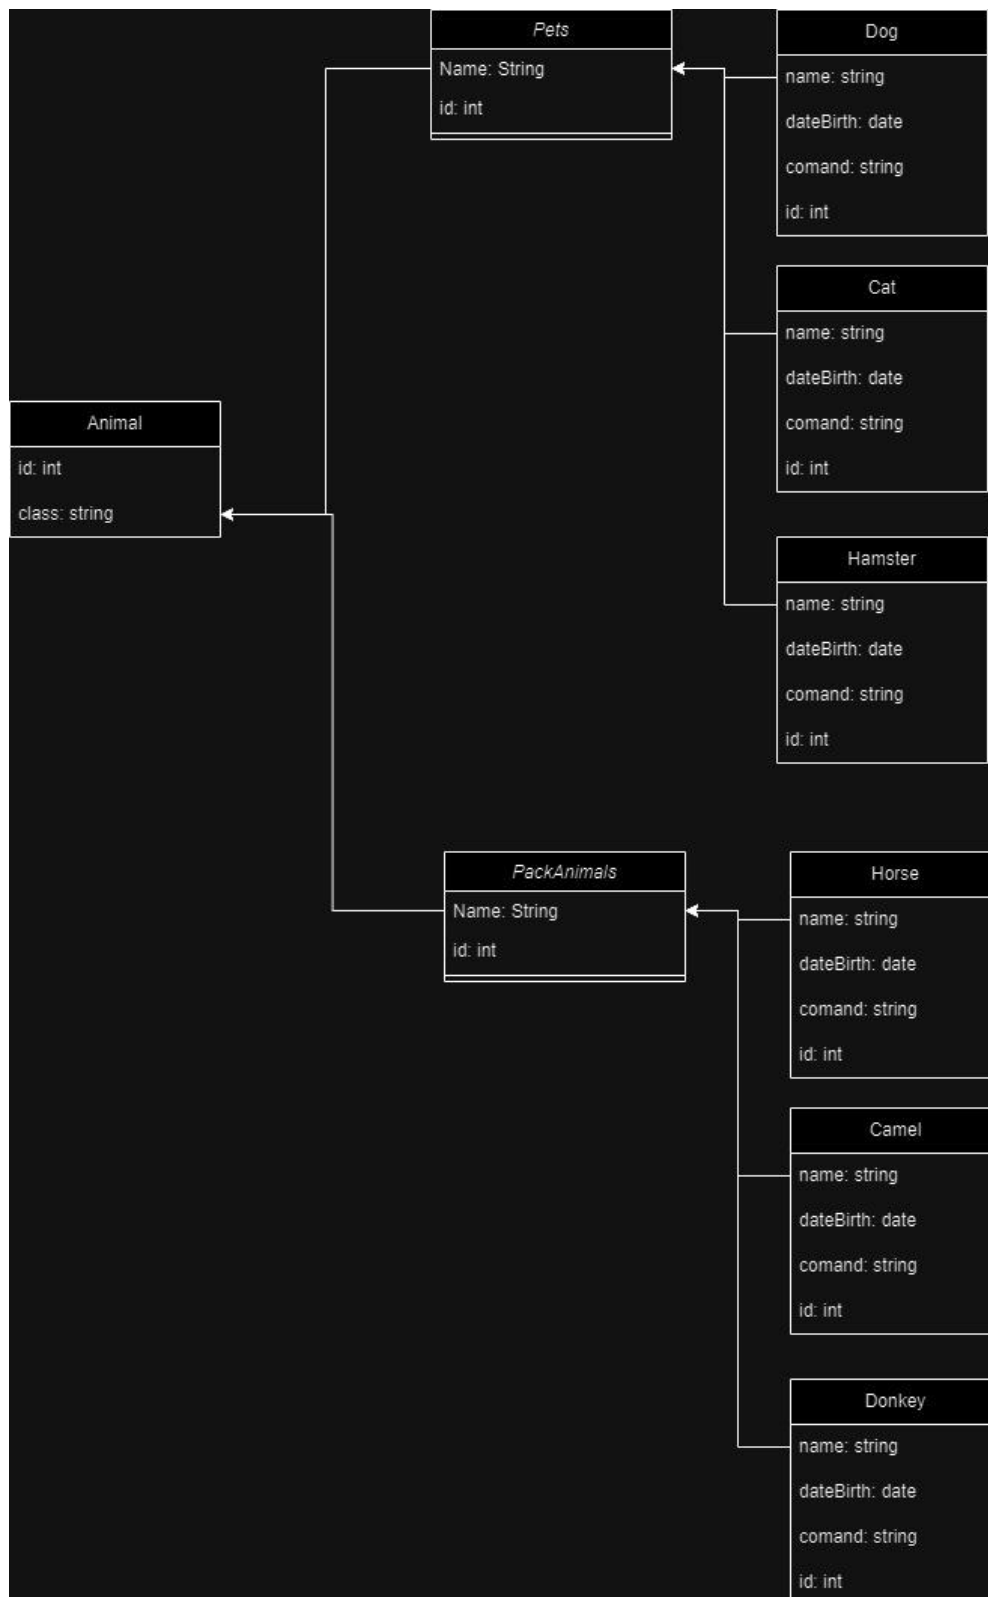 Pets
Name: String
id: int
Dog
name: string
dateBirth: date
comand: string
id: int
Cat
name: string
dateBirth: date
comand: string
id: int
Animal
id: int
class: string
Hamster
name: string
dateBirth: date
comand: string
id: int
PackAnimals
Name: String
id: int
Horse
name: string
dateBirth: date
comand: string
id: int
Camel
name: string
dateBirth: date
comand: string
id: int
Donkey
name: string
dateBirth: date
comand: string
id: int